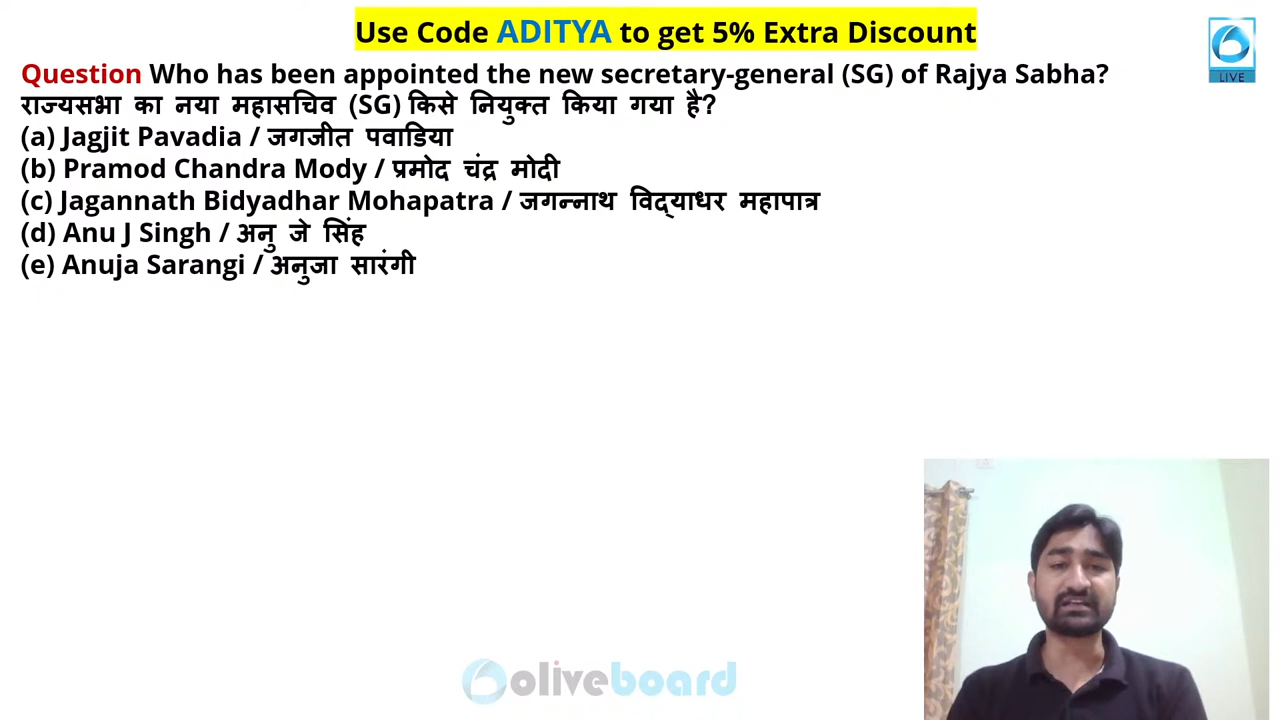 Use Code ADITYA to get 5% Extra Discount
LIVE
Question Who has been appointed the new secretary-general (SG) of Rajya Sabha?
राज्यसभा का नया महासचिव (SG) किसे नियुक्त किया गया है?
(a) Jagjit Pavadia / जगजीत पवाडिया
(b) Pramod Chandra Mody / प्रमोद चंद्र मोदी
(c) Jagannath Bidyadhar Mohapatra / जगन्नाथ विद्याधर महापात्र
(d) Anu J Singh / अनु जे सिंह
(e) Anuja Sarangi / अनुजा सारंगी
oliveboard